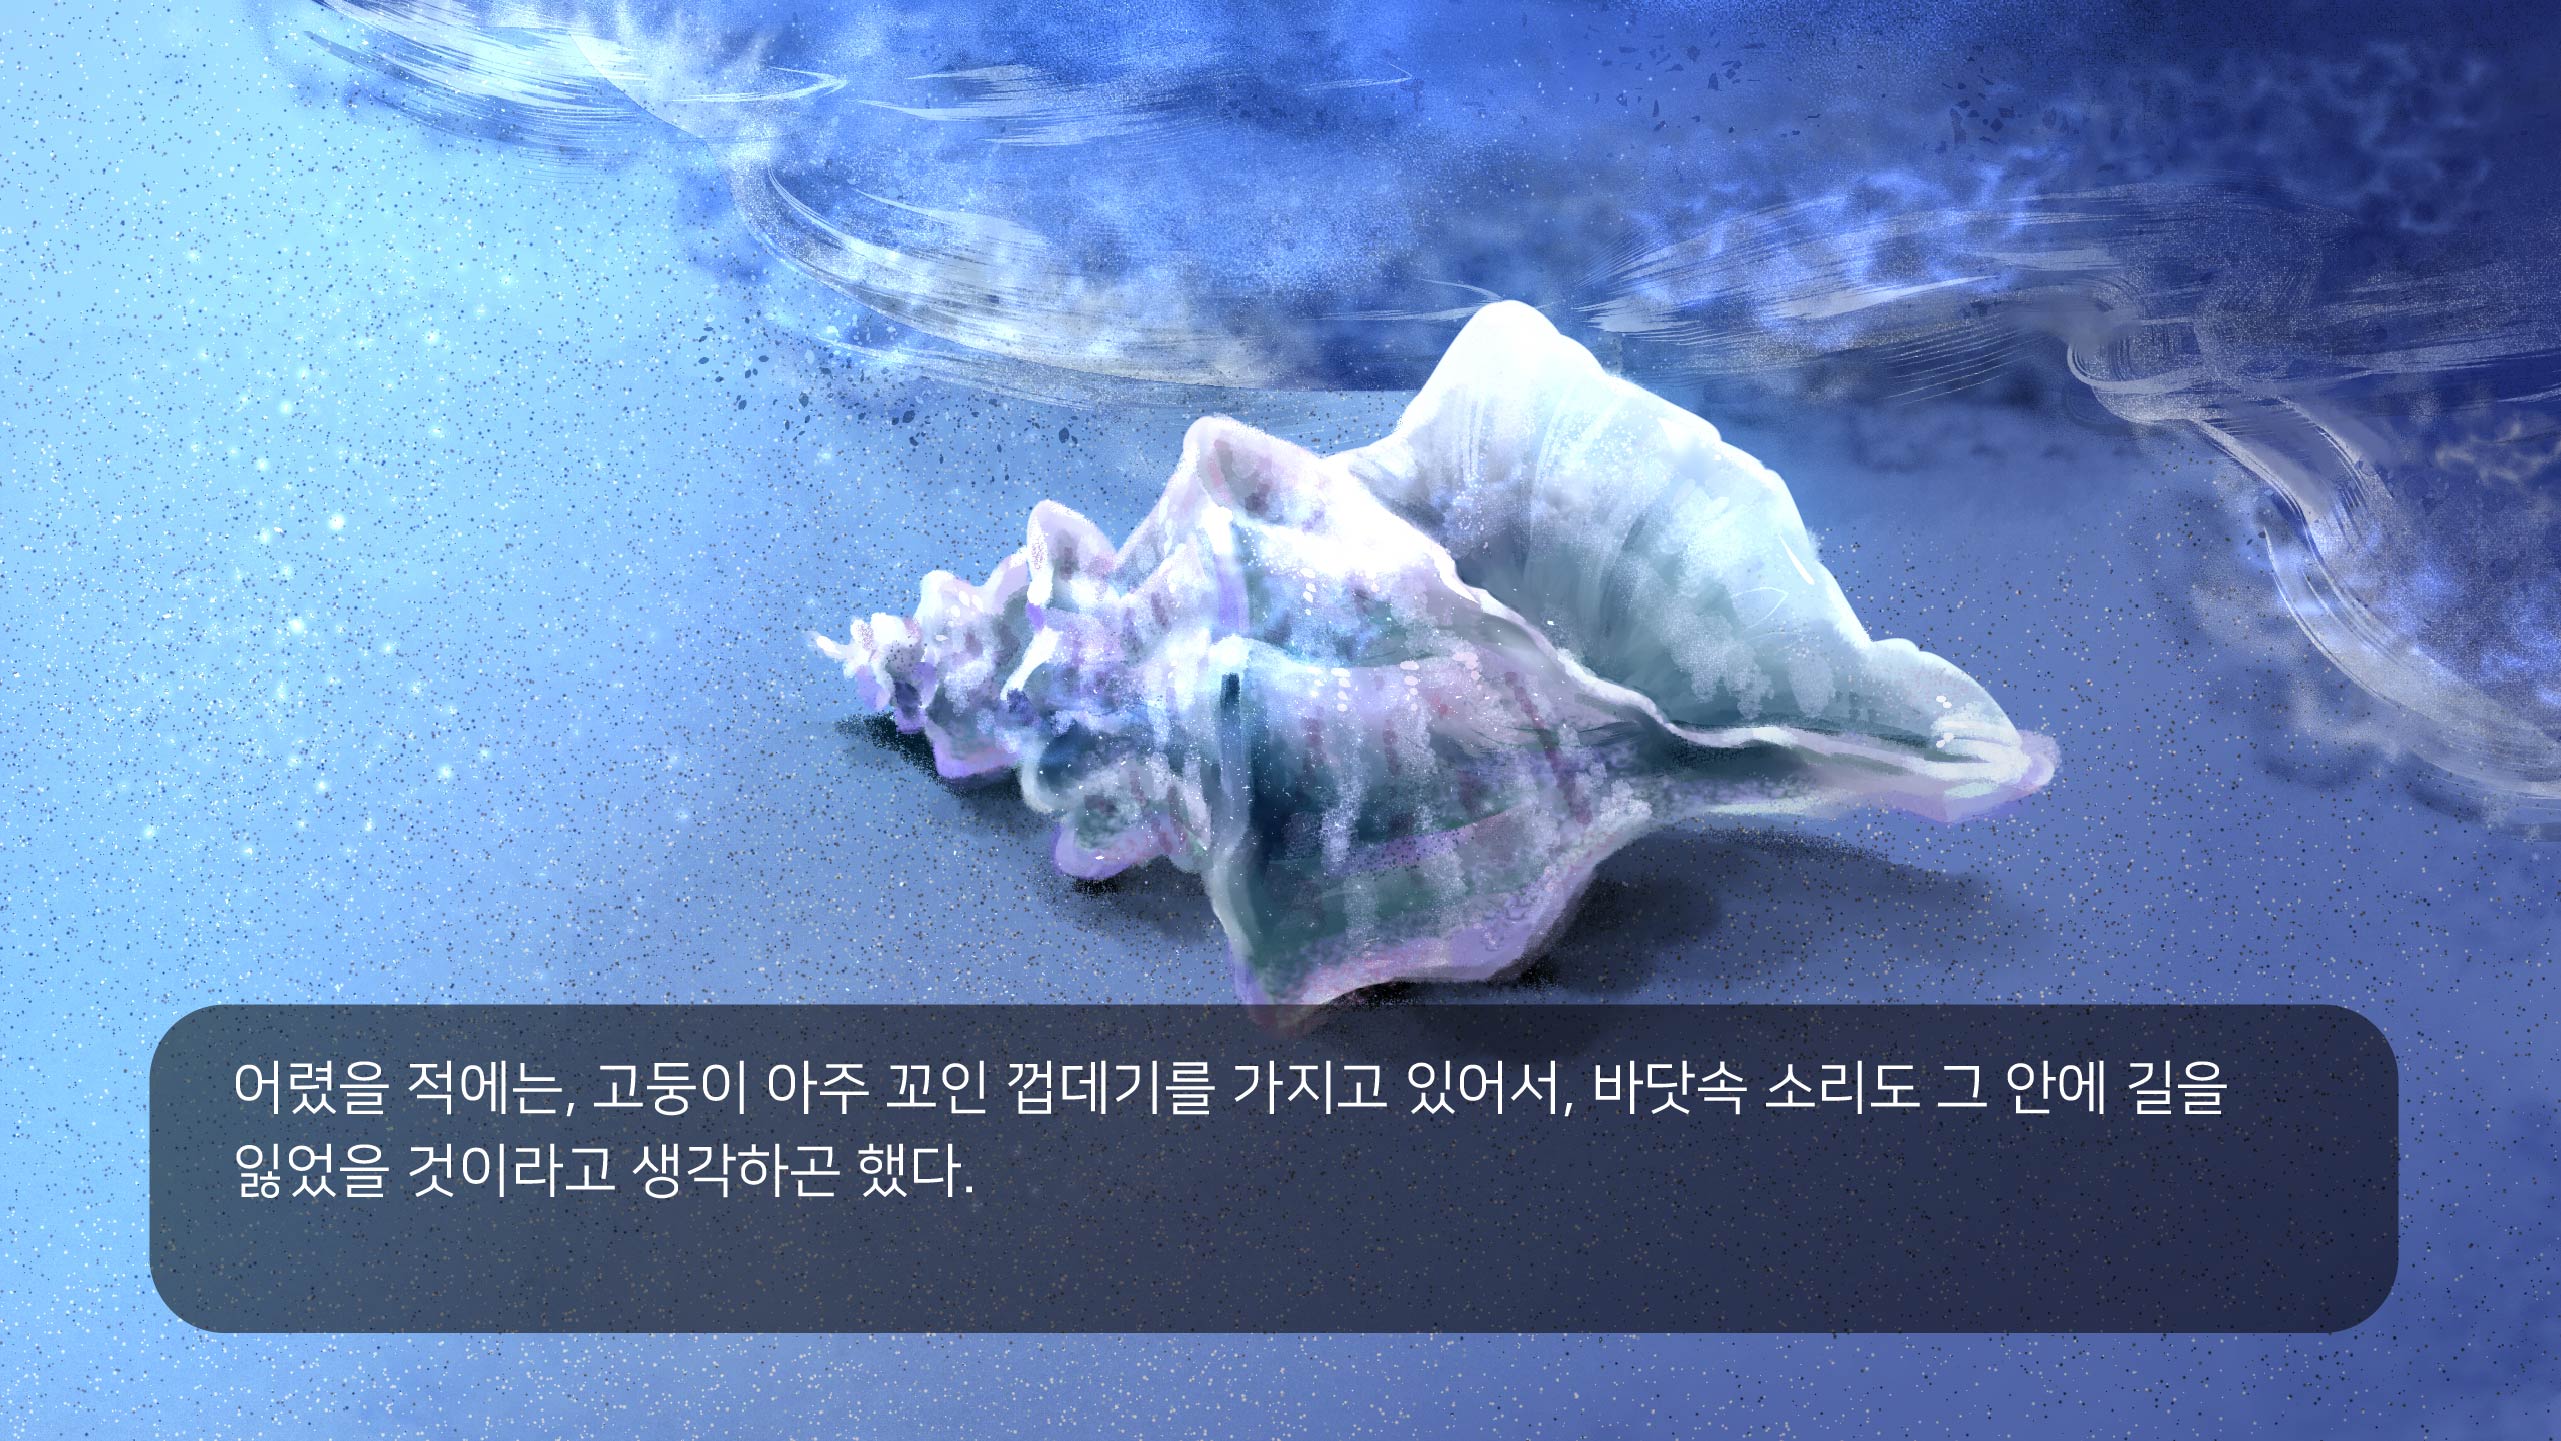 어렸을 적에는, 고둥이 아주 꼬인 껍데기를 가지고 있어서, 바닷속 소리도 그 안에 길을
잃었을 것이라고 생각하곤 했다.